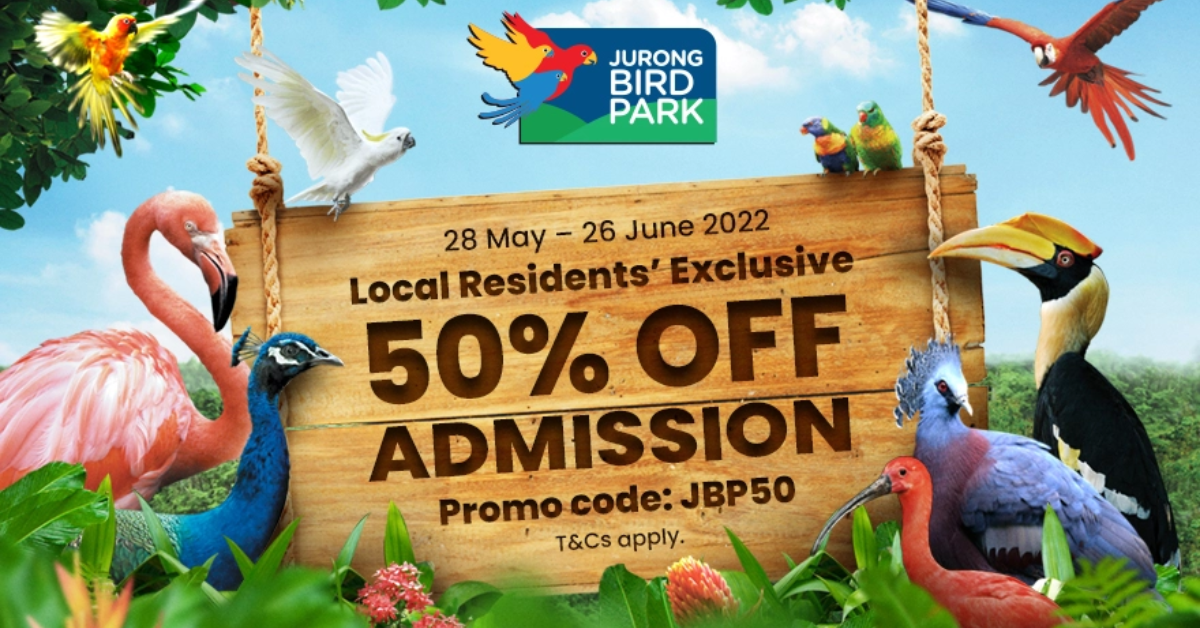 JURONG
BIRD
PARK
28 May – 26 June 2022
Local Residents’ Exclusive
50% OFF
ADMISSION
Promo code: JBP50
T&Cs apply.